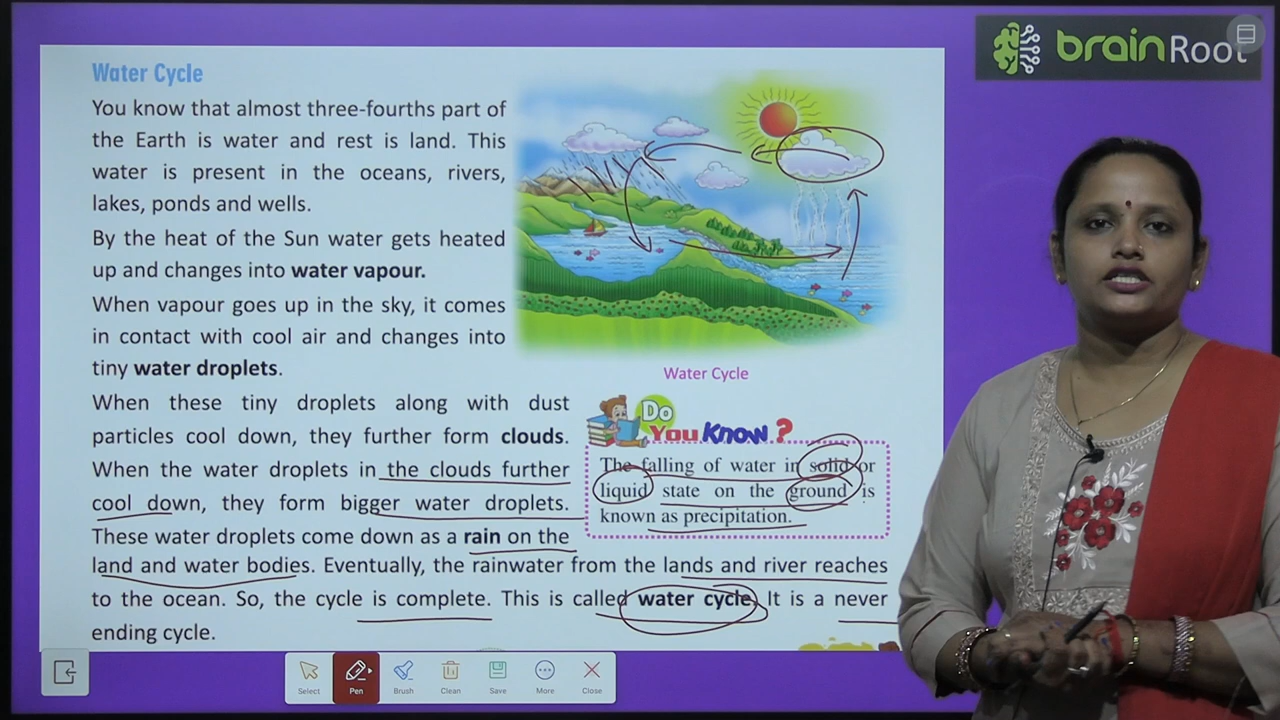 brainRoot
Water Cycle
You know that almost three-fourths part of
the Earth is water and rest is land. This
water is present in the oceans, rivers,
lakes, ponds and wells.
By the heat of the Sun water gets heated
up and changes into water vapour.
When vapour goes up in the sky, it comes
in contact with cool air and changes into
tiny water droplets.
Water Cycle
When these tiny droplets along with dust
particles cool down, they further form clouds.
When the water droplets in the clouds further
cool down, they form bigger water droplets.
These water droplets come down as a rain on the
land and water bodies. Eventually, the rainwater from the lands and river reaches
to the ocean. So, the cycle is complete. This is called water cycle. It is a never
ending cycle.
Do
You Know ?
The falling of water in solid or
liquid state on the ground is
known as precipitation.
Select Pen Brush Clean Save More Close